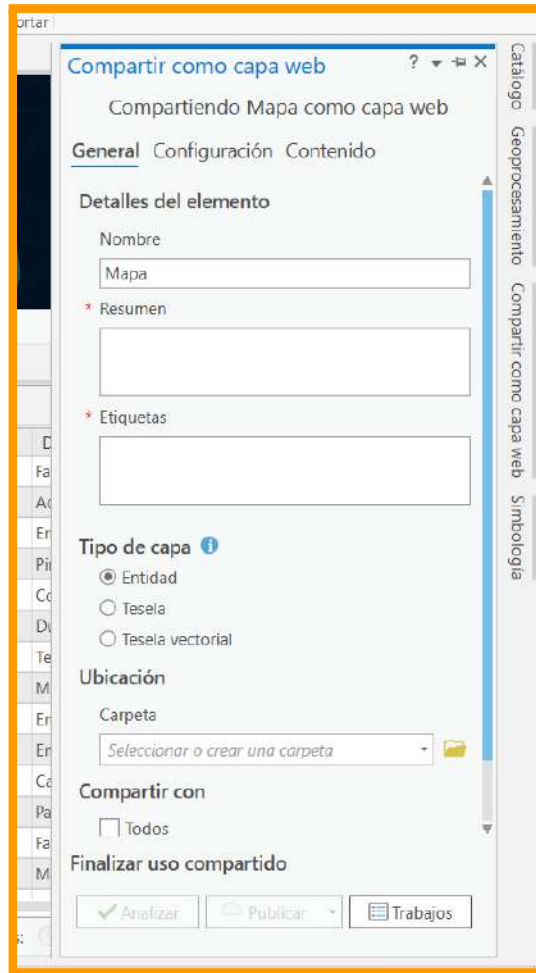 ortar
Compartir como capa web
?
Compartiendo Mapa como capa web
General Configuración Contenido
Detalles del elemento
Nombre
Mapa
* Resumen
* Etiquetas
Tipo de capa
Entidad
Tesela
Tesela vectorial
Ubicación
Carpeta
Seleccionar o crear una carpeta
Compartir con
Todos
Finalizar uso compartido
Analizar Publicar Trabajos
Catálogo
Geoprocesamiento
Compartir como capa web
Simbología
D
Fa
Ac
Er
Pi
Co
Du
Te
M
Er
Er
Ca
Pa
Fa
M
s: